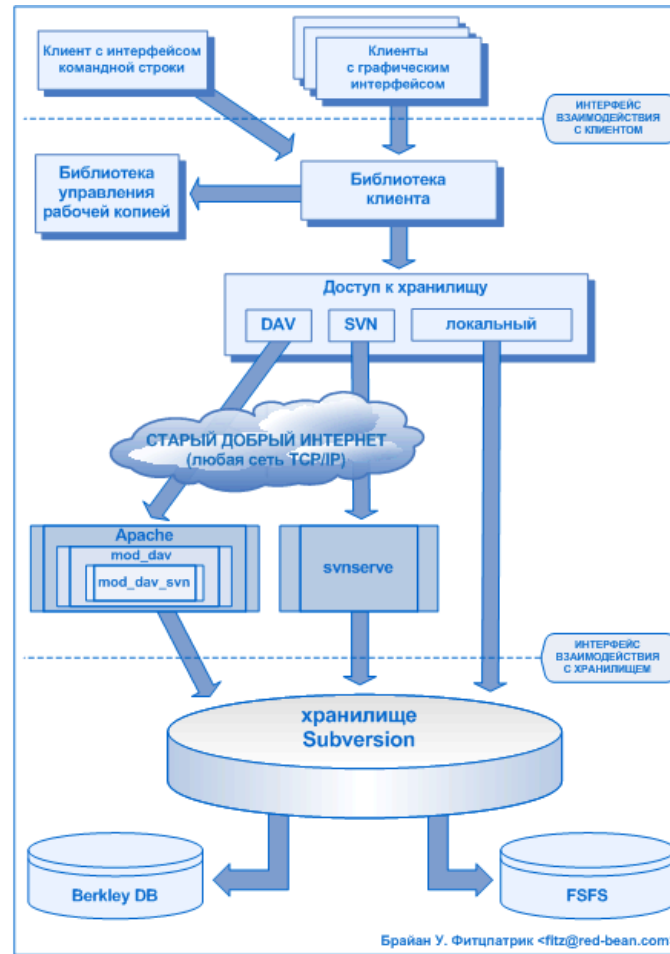 Клиент с интерфейсом
командной строки
Клиенты
с графическим
интерфейсом
ИНТЕРФЕЙС
ВЗАИМОДЕЙСТВИЯ
С КЛИЕНТОМ
Библиотека
управления
рабочей копией
Библиотека
клиента
Доступ к хранилищу
DAV
SVN
локальный
СТАРЫЙ ДОБРЫЙ ИНТЕРНЕТ
(любая сеть TCP/IP)
Apache
mod_dav
mod_dav_svn
svnserve
ИНТЕРФЕЙС
ВЗАИМОДЕЙСТВИЯ
С ХРАНИЛИЩЕМ
хранилище
Subversion
Berkley DB
FSFS
Брайан У. Фитцпатрик <fitz@red-bean.com